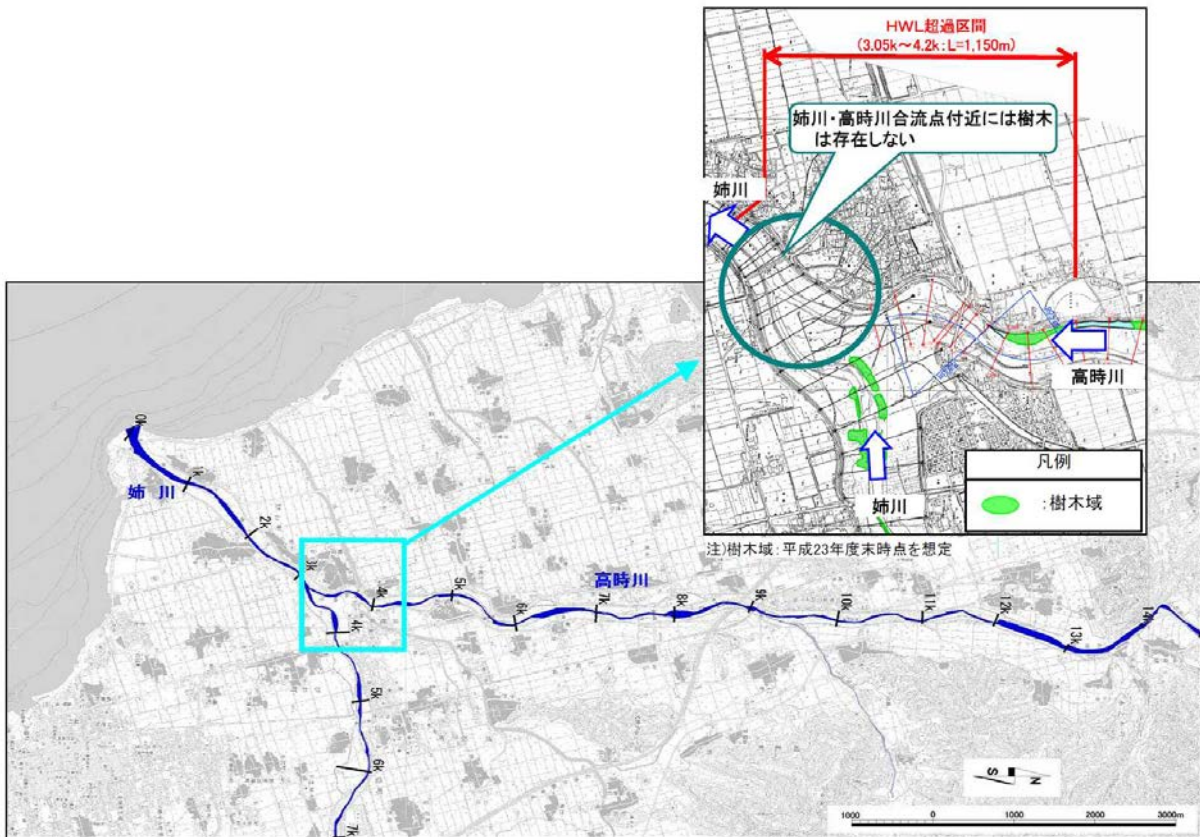 HWL超過区間
(3.05k~4.2k:L=1,150m)
姉川・高時川合流点付近には樹木
は存在しない
姉川
高時川
姉川
凡例
:樹木域
注)樹木域:平成23年度末時点を想定
0k
1k
姉 川
2k
3k
4k
高時川
5k
6k
7k
8k
9k
10k
11k
12k
13k
14k
4k
5k
6k
7k
S
N
1000
0
1000
2000
3000m